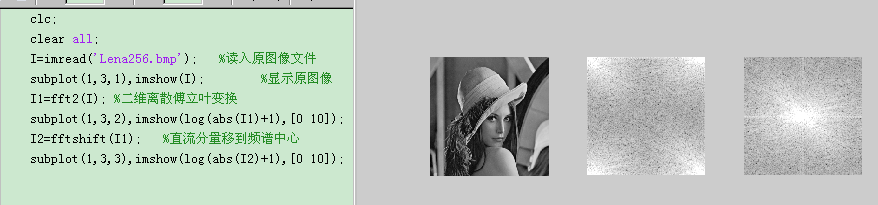 clc;
clear all;
I=imread('Lena256.bmp');   %读入原图像文件
subplot(1,3,1),imshow(I);        %显示原图像
I1=fft2(I); %二维离散傅立叶变换
subplot(1,3,2),imshow(log(abs(I1)+1),[0 10]);
I2=fftshift(I1);   %直流分量移到频谱中心
subplot(1,3,3),imshow(log(abs(I2)+1),[0 10]);